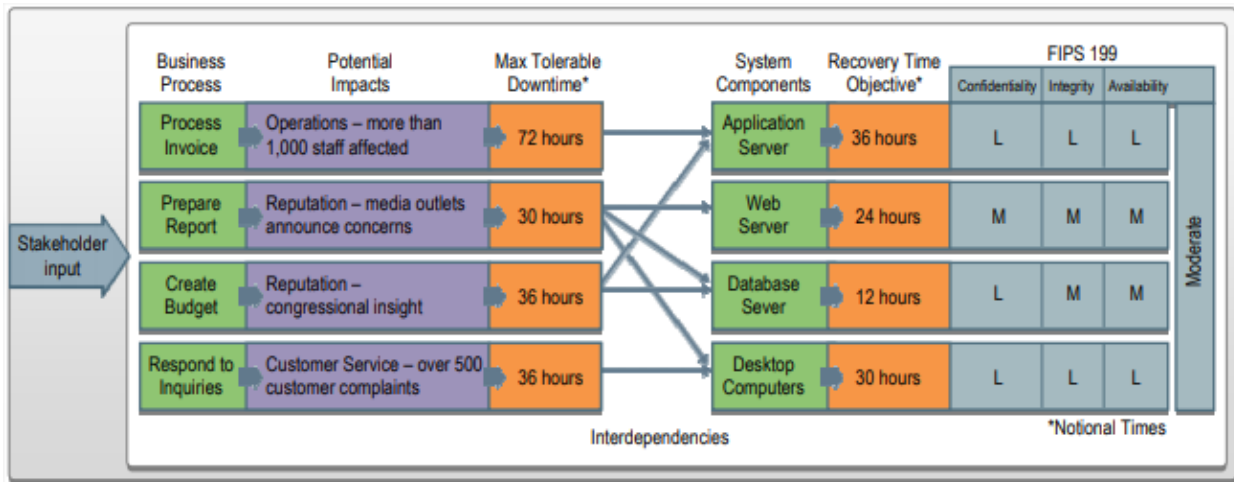 FIPS 199
Business Process
Potential Impacts
Max Tolerable Downtime*
System Components
Recovery Time Objective*
Confidentiality
Integrity
Availability
Process Invoice
Operations – more than
1,000 staff affected
72 hours
Application Server
36 hours
L
L
L
Prepare Report
Reputation – media outlets
announce concerns
30 hours
Web Server
24 hours
M
M
M
Stakeholder input
Moderate
Create Budget
Reputation –
congressional insight
36 hours
Database Sever
12 hours
L
M
M
Respond to Inquiries
Customer Service – over 500
customer complaints
36 hours
Desktop Computers
30 hours
L
L
L
Interdependencies
*Notional Times